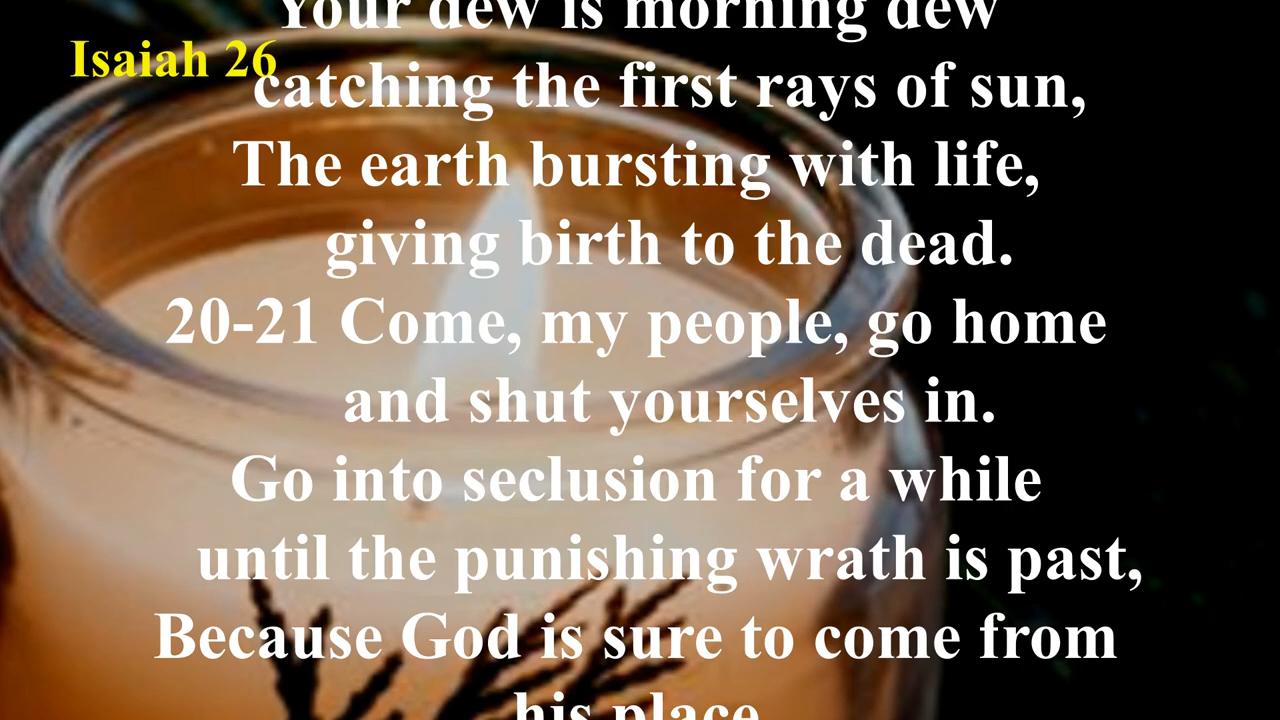 Your dew is morning dew
Isaiah 26
catching the first rays of sun,
The earth bursting with life,
giving birth to the dead.
20-21 Come, my people, go home
and shut yourselves in.
Go into seclusion for a while
until the punishing wrath is past,
Because God is sure to come from
his place